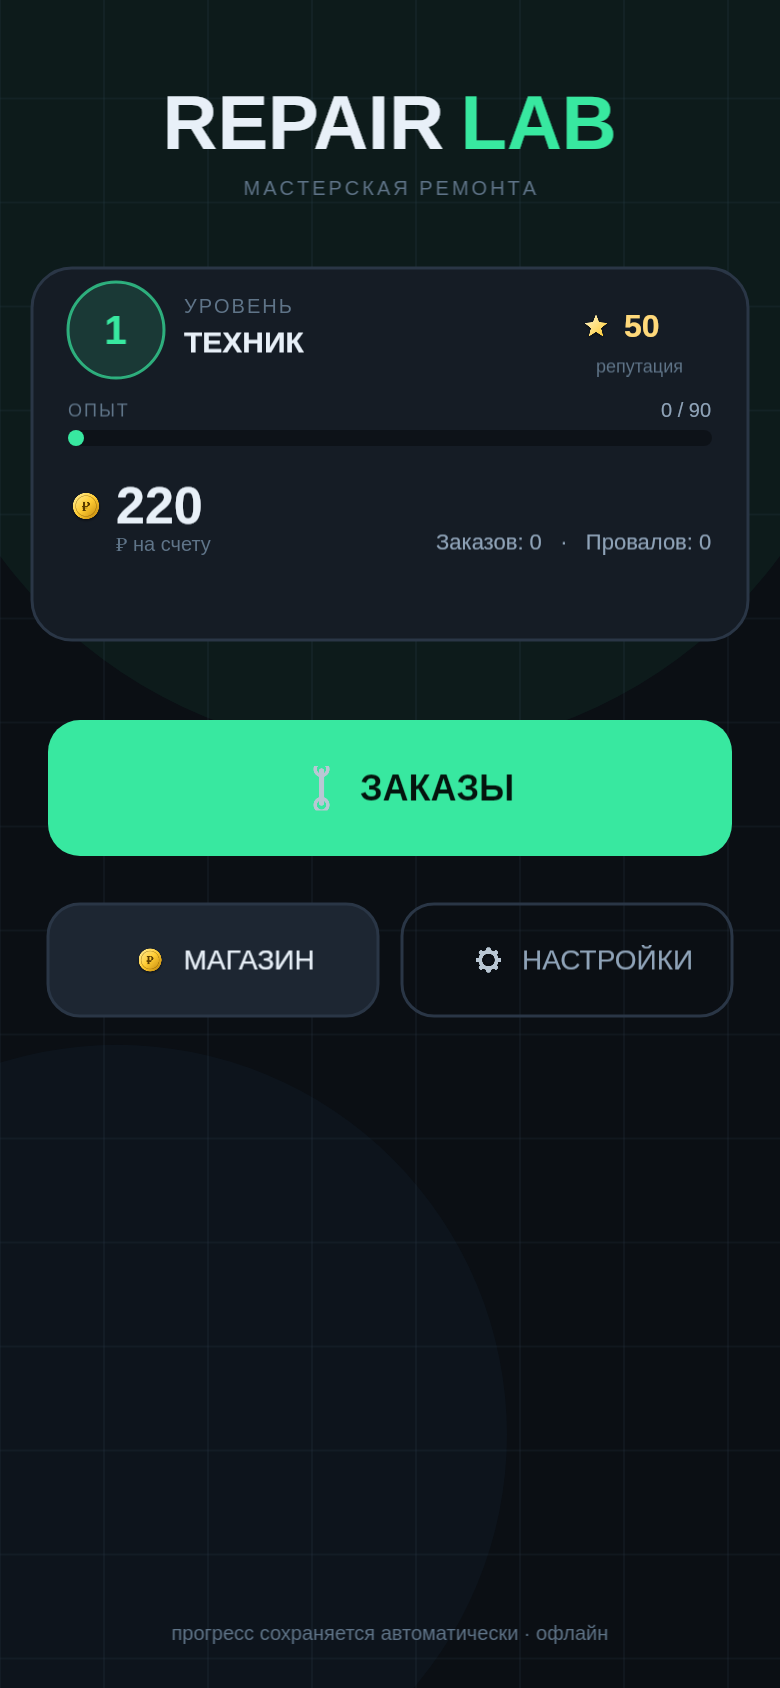 REPAIR LAB
МАСТЕРСКАЯ РЕМОНТА
1
УРОВЕНЬ
ТЕХНИК
50
репутация
ОПЫТ
0 / 90
₽ 220
₽ на счету
Заказов: 0 · Провалов: 0
ЗАКАЗЫ
₽ МАГАЗИН
НАСТРОЙКИ
прогресс сохраняется автоматически · офлайн